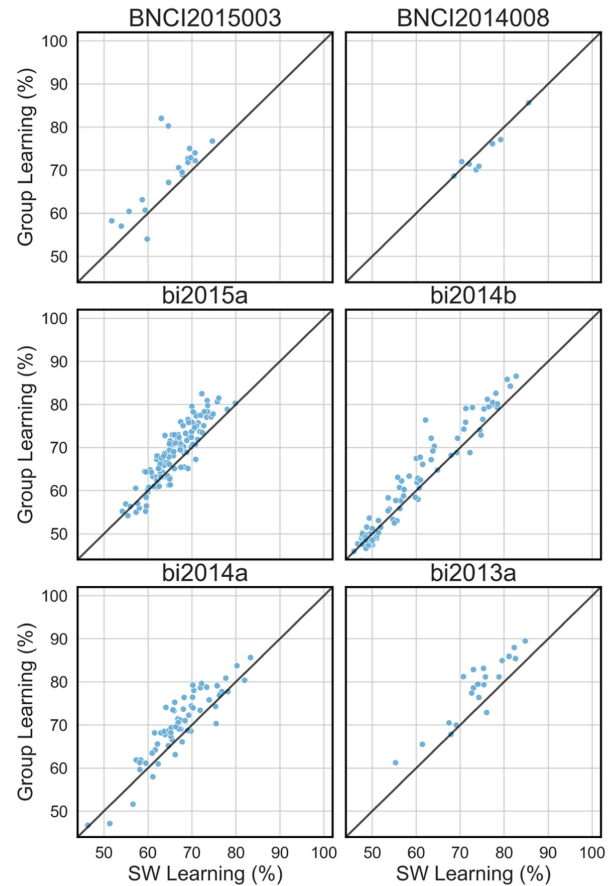 BNCI2015003 BNCI2014008
100
90
80
70
60
50
Group Learning (%)
bi2015a bi2014b
100
90
80
70
60
50
Group Learning (%)
bi2014a bi2013a
100
90
80
70
60
50
Group Learning (%)
50 60 70 80 90 100 50 60 70 80 90 100
SW Learning (%) SW Learning (%)